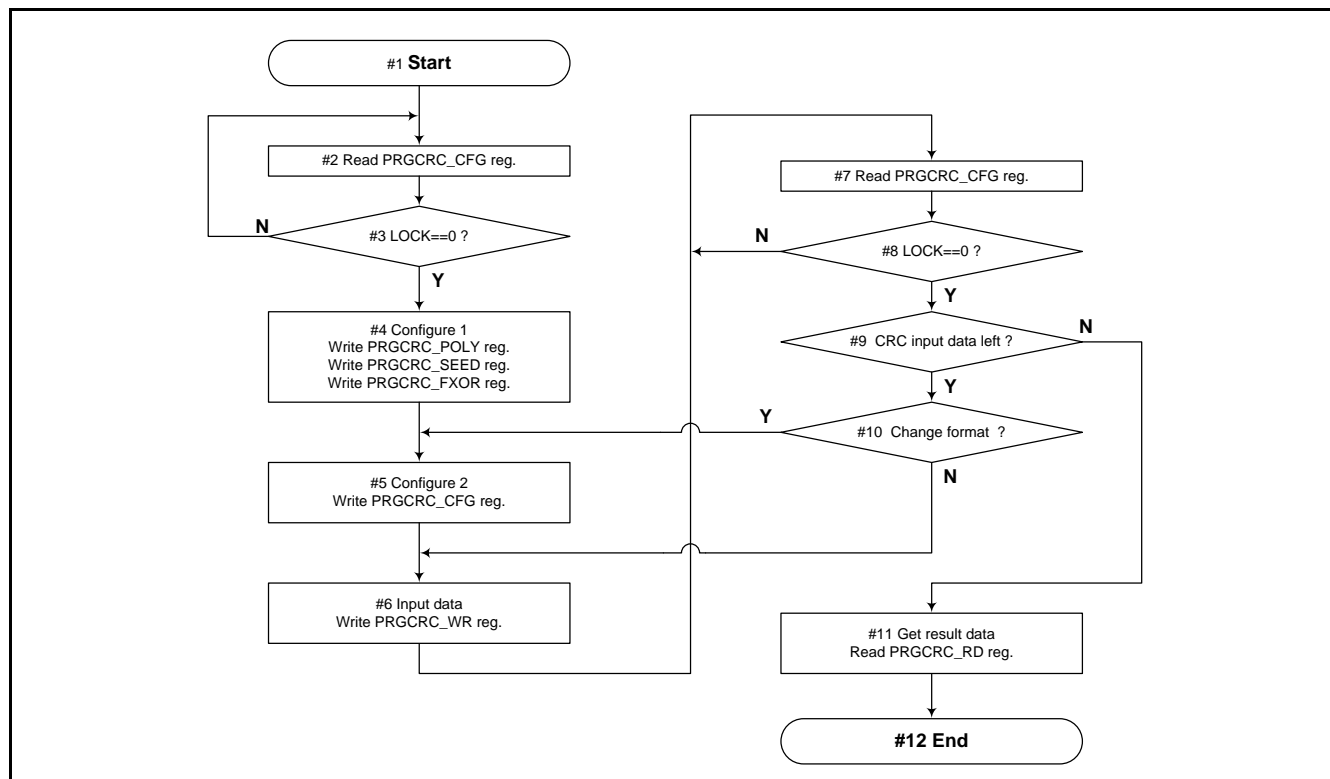 #1 Start
#2 Read PRGCRC_CFG reg.
N
#3 LOCK==0 ?
Y
#4 Configure 1
Write PRGCRC_POLY reg.
Write PRGCRC_SEED reg.
Write PRGCRC_FXOR reg.
#5 Configure 2
Write PRGCRC_CFG reg.
#6 Input data
Write PRGCRC_WR reg.
#7 Read PRGCRC_CFG reg.
N
#8 LOCK==0 ?
Y
N
#9 CRC input data left ?
Y
Y
#10 Change format ?
N
#11 Get result data
Read PRGCRC_RD reg.
#12 End